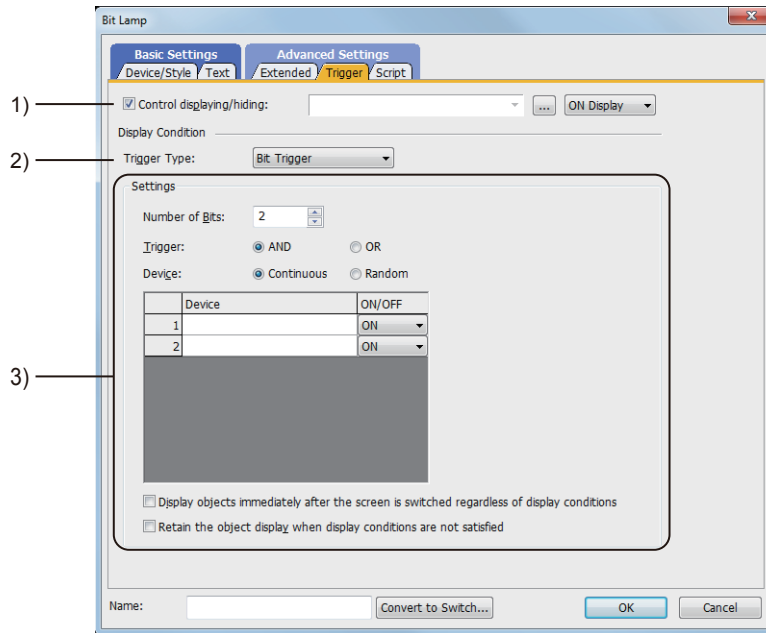 Bit Lamp
Basic Settings Advanced Settings
Device/Style Text Extended Trigger Script
1) Control displaying/hiding: ... ON Display
Display Condition
2) Trigger Type: Bit Trigger
Settings
Number of Bits: 2
Trigger: AND OR
Device: Continuous Random
Device ON/OFF
1 ON
2 ON
3)
Display objects immediately after the screen is switched regardless of display conditions
Retain the object display when display conditions are not satisfied
Name: Convert to Switch... OK Cancel